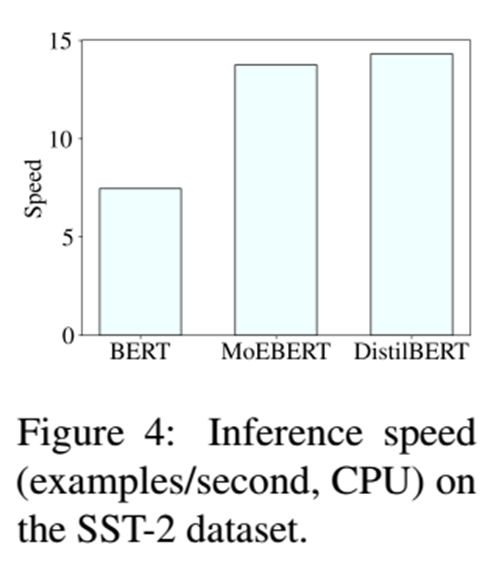 15
10
5
0
Speed
BERT MoEBERT DistilBERT
Figure 4: Inference speed
(examples/second, CPU) on
the SST-2 dataset.